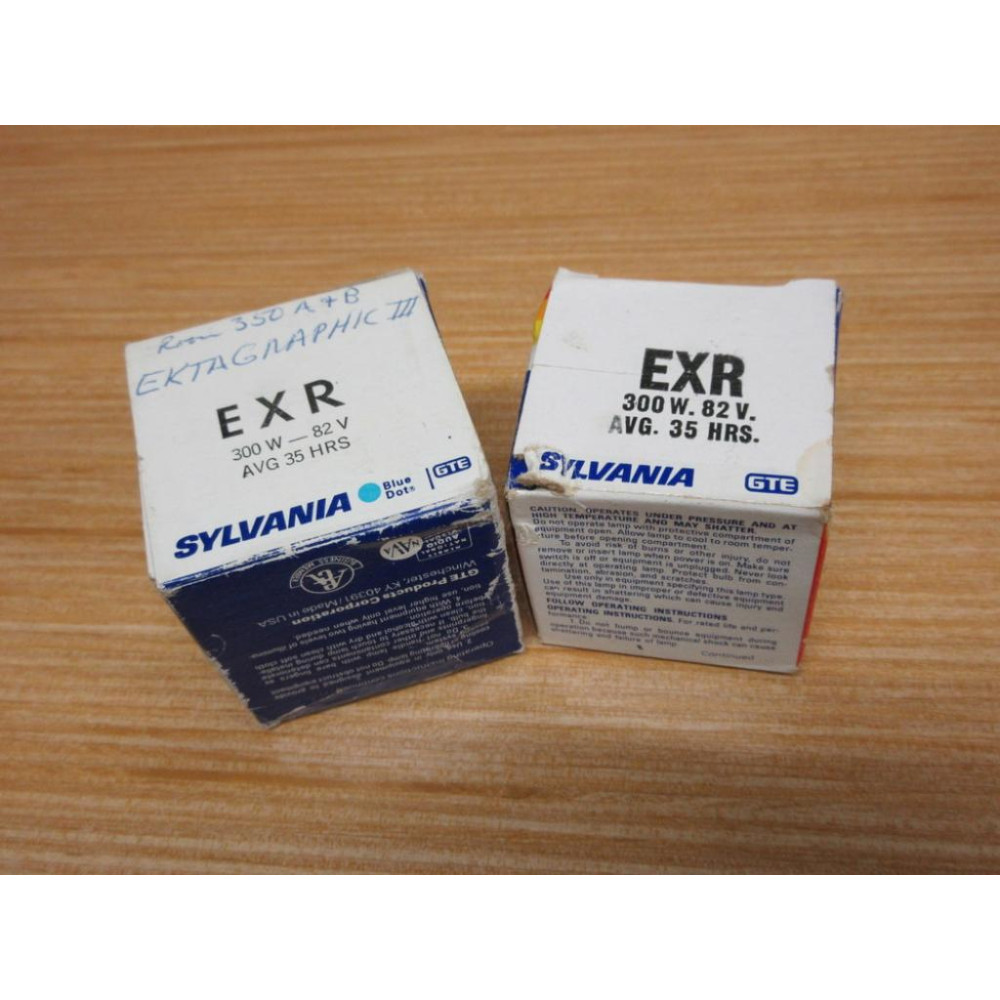 Room 350 A + B
EKTAGRAPHIC III
EXR
300 W — 82 V
AVG 35 HRS
SYLVANIA Blue Dot® GTE
NAVA
NATIONAL AUDIO
GTE Products Corporation
Winchester, KY 40391 Made in USA
EXR
300 W. 82 V.
AVG. 35 HRS.
SYLVANIA GTE
CAUTION. OPERATES UNDER PRESSURE AND AT
HIGH TEMPERATURE AND MAY SHATTER.
Do not operate lamp with protective compartment of
equipment open. Allow lamp to cool to room temper-
ature before opening compartment.
To avoid risk of burns or other injury, do not
remove or insert lamp when power is on. Make sure
switch is off or equipment is unplugged. Never look
directly at operating lamp. Protect bulb from con-
tamination, abrasion, and scratches.
Use only in equipment specifying this lamp type.
Use of this lamp in improper or defective equipment
can result in shattering which can cause injury and
equipment damage.
FOLLOW OPERATING INSTRUCTIONS
OPERATING INSTRUCTIONS. For rated life and per-
formance:
1. Do not bump or bounce equipment during
operation because such mechanical shock can cause
shattering and failure of lamp.
Continued